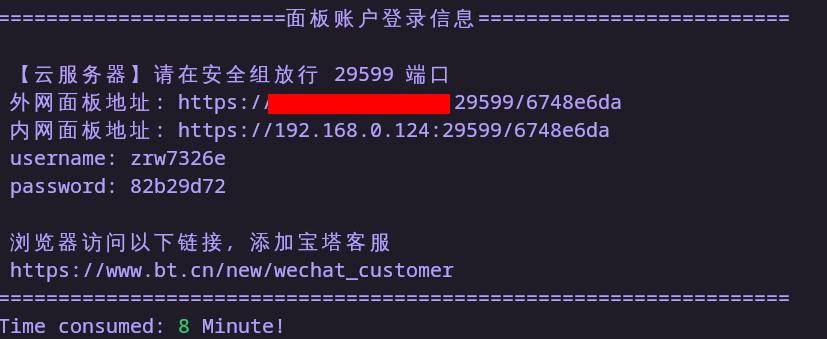 ========================面板账户登录信息==========================
【云服务器】请在安全组放行 29599 端口
外网面板地址: https:// 29599/6748e6da
内网面板地址: https://192.168.0.124:29599/6748e6da
username: zrw7326e
password: 82b29d72
浏览器访问以下链接, 添加宝塔客服
https://www.bt.cn/new/wechat_customer
==================================================================
Time consumed: 8 Minute!